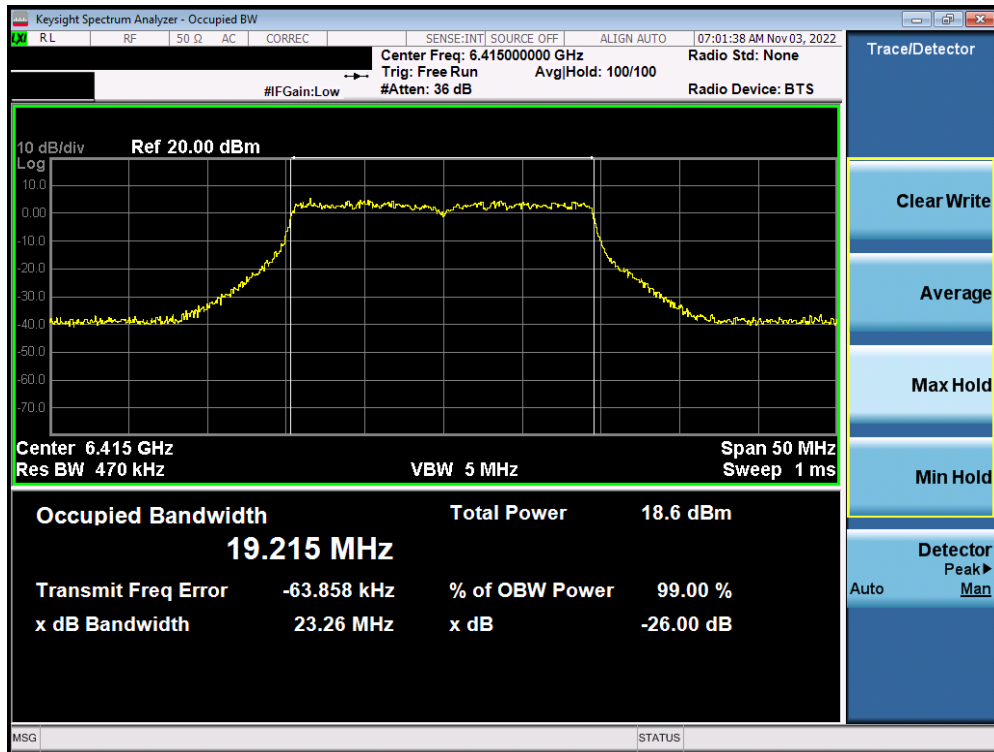 Keysight Spectrum Analyzer - Occupied BW
LXI RL RF 50 Ω AC CORREC SENSE:INT SOURCE OFF ALIGN AUTO 07:01:38 AM Nov 03, 2022
Center Freq: 6.415000000 GHz Radio Std: None
Trig: Free Run Avg|Hold: 100/100
#IFGain:Low #Atten: 36 dB Radio Device: BTS
10 dB/div Ref 20.00 dBm
Log
10.0
0.00
-10.0
-20.0
-30.0
-40.0
-50.0
-60.0
-70.0
Center 6.415 GHz Span 50 MHz
Res BW 470 kHz VBW 5 MHz Sweep 1 ms
Occupied Bandwidth Total Power 18.6 dBm
19.215 MHz
Transmit Freq Error -63.858 kHz % of OBW Power 99.00 %
x dB Bandwidth 23.26 MHz x dB -26.00 dB
MSG STATUS
Trace/Detector
Clear Write
Average
Max Hold
Min Hold
Detector
Peak▶
Auto Man